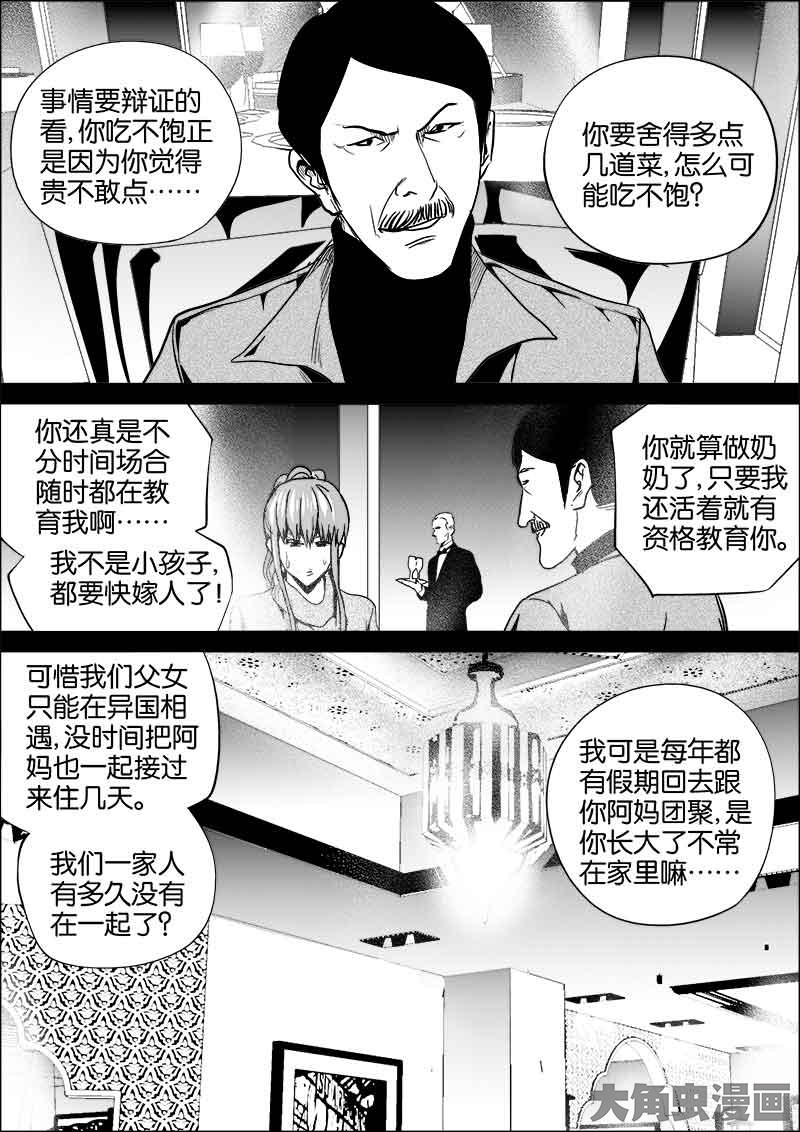 事情要辩证的
看,你吃不饱正
是因为你觉得
贵不敢点……
你要舍得多点
几道菜,怎么可
能吃不饱?
你还真是不
分时间场合
随时都在教
育我啊……
我不是小孩子,
都要快嫁人了!
你就算做奶
奶了,只要我
还活着就有
资格教育你。
可惜我们父女
只能在异国相
遇,没时间把阿
妈也一起接过
来住几天。
我们一家人
有多久没有
在一起了?
我可是每年都
有假期回去跟
你阿妈团聚,是
你长大了不常
在家里嘛……
大角虫漫画